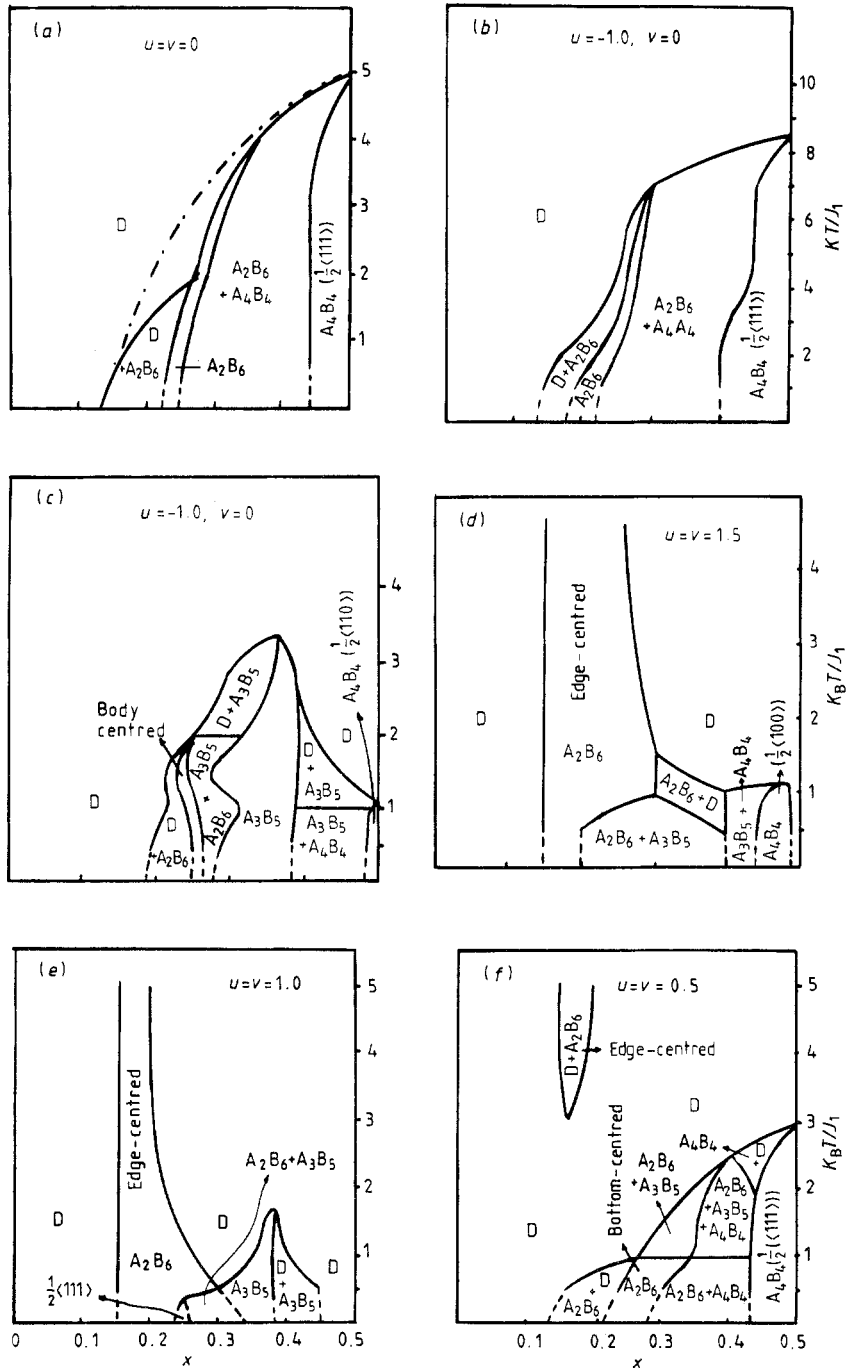 (a)
u=v=0
5
4
3
2
1
D
A₂B₆
+A₄B₄
A₄B₄ (½⟨111⟩)
D
+A₂B₆
A₂B₆
(b)
u=-1.0, v=0
10
8
6
4
2
KT/J₁
D
A₂B₆
+A₄A₄
D+A₂B₆
A₂B₆
A₄B₄ (½⟨111⟩)
(c)
u=-1.0, v=0
4
3
2
1
A₄B₄ (½⟨110⟩)
D+A₃B₅
Body
centred
D
D
+A₂B₆
A₃B₅
+
A₂B₆
A₃B₅
D
D
+
A₃B₅
A₃B₅
+A₄B₄
(d)
u=v=1.5
4
3
2
1
K_BT/J₁
D
Edge-centred
A₂B₆
D
A₂B₆+D
A₂B₆+A₃B₅
A₃B₅+
A₄B₄
A₄B₄
(½⟨100⟩)
(e)
u=v=1.0
5
4
3
2
1
D
Edge-centred
A₂B₆
A₂B₆+A₃B₅
D
½⟨111⟩
A₃B₅
D
+
A₃B₅
D
0
0.1
0.2
0.3
0.4
0.5
x
(f)
u=v=0.5
5
4
3
2
1
K_BT/J₁
D+A₂B₆
Edge-centred
D
D
Bottom-centred
A₂B₆
+A₃B₅
A₄B₄
+
D
A₂B₆
+A₃B₅
+A₄B₄
D
+
A₂B₆
A₂B₆
A₂B₆+A₄B₄
A₄B₄(½⟨111⟩)
0.1
0.2
0.3
0.4
0.5
x